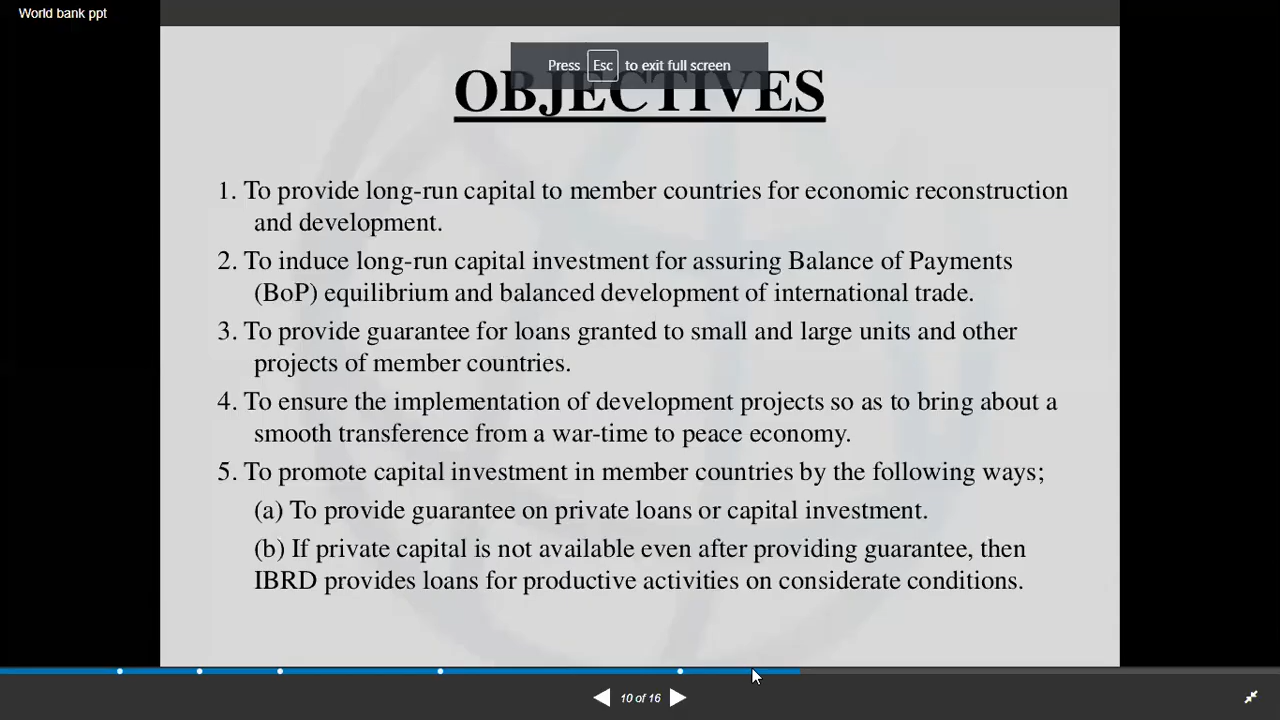 World bank ppt
Press Esc to exit full screen
OBJECTIVES
1. To provide long-run capital to member countries for economic reconstruction
and development.
2. To induce long-run capital investment for assuring Balance of Payments
(BoP) equilibrium and balanced development of international trade.
3. To provide guarantee for loans granted to small and large units and other
projects of member countries.
4. To ensure the implementation of development projects so as to bring about a
smooth transference from a war-time to peace economy.
5. To promote capital investment in member countries by the following ways;
(a) To provide guarantee on private loans or capital investment.
(b) If private capital is not available even after providing guarantee, then
IBRD provides loans for productive activities on considerate conditions.
10 of 16